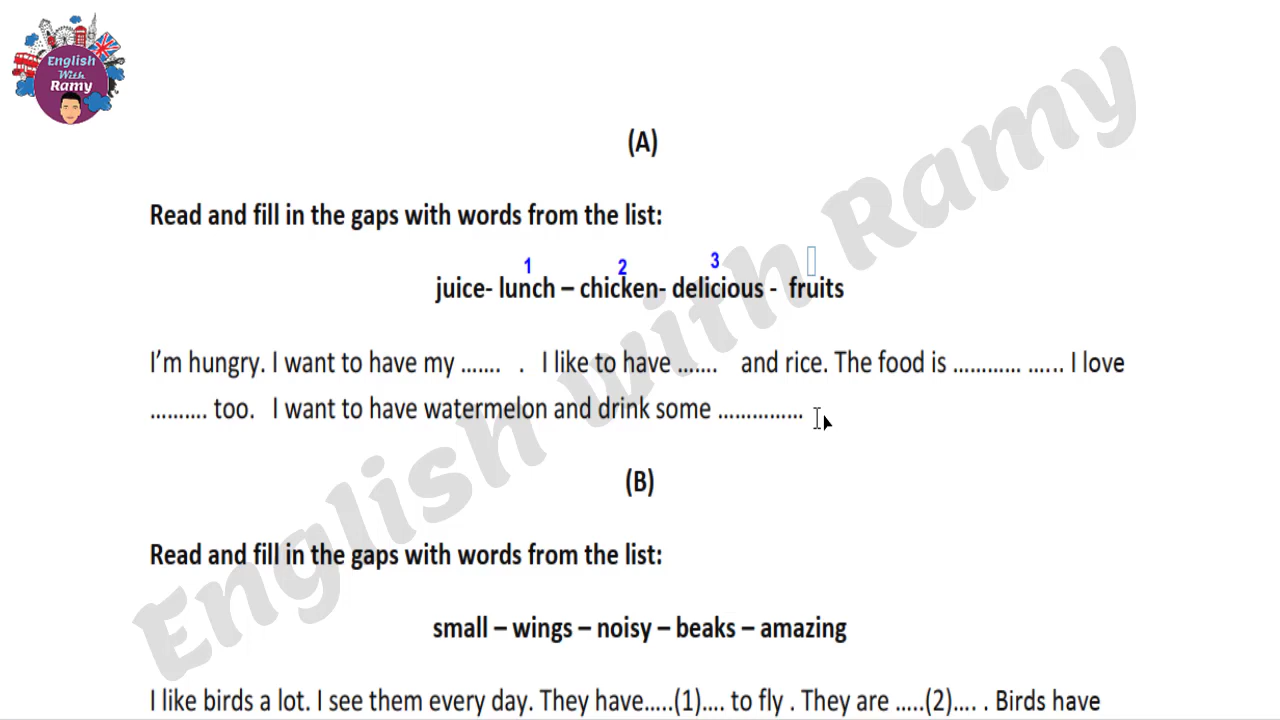 English
With
Ramy
(A)
Read and fill in the gaps with words from the list:
1 2 3
juice- lunch – chicken- delicious - fruits
I’m hungry. I want to have my ....... . I like to have ....... and rice. The food is ............ ...... I love
.......... too. I want to have watermelon and drink some ...............
(B)
Read and fill in the gaps with words from the list:
small – wings – noisy – beaks – amazing
I like birds a lot. I see them every day. They have.....(1).... to fly . They are .....(2).... . Birds have
English with Ramy